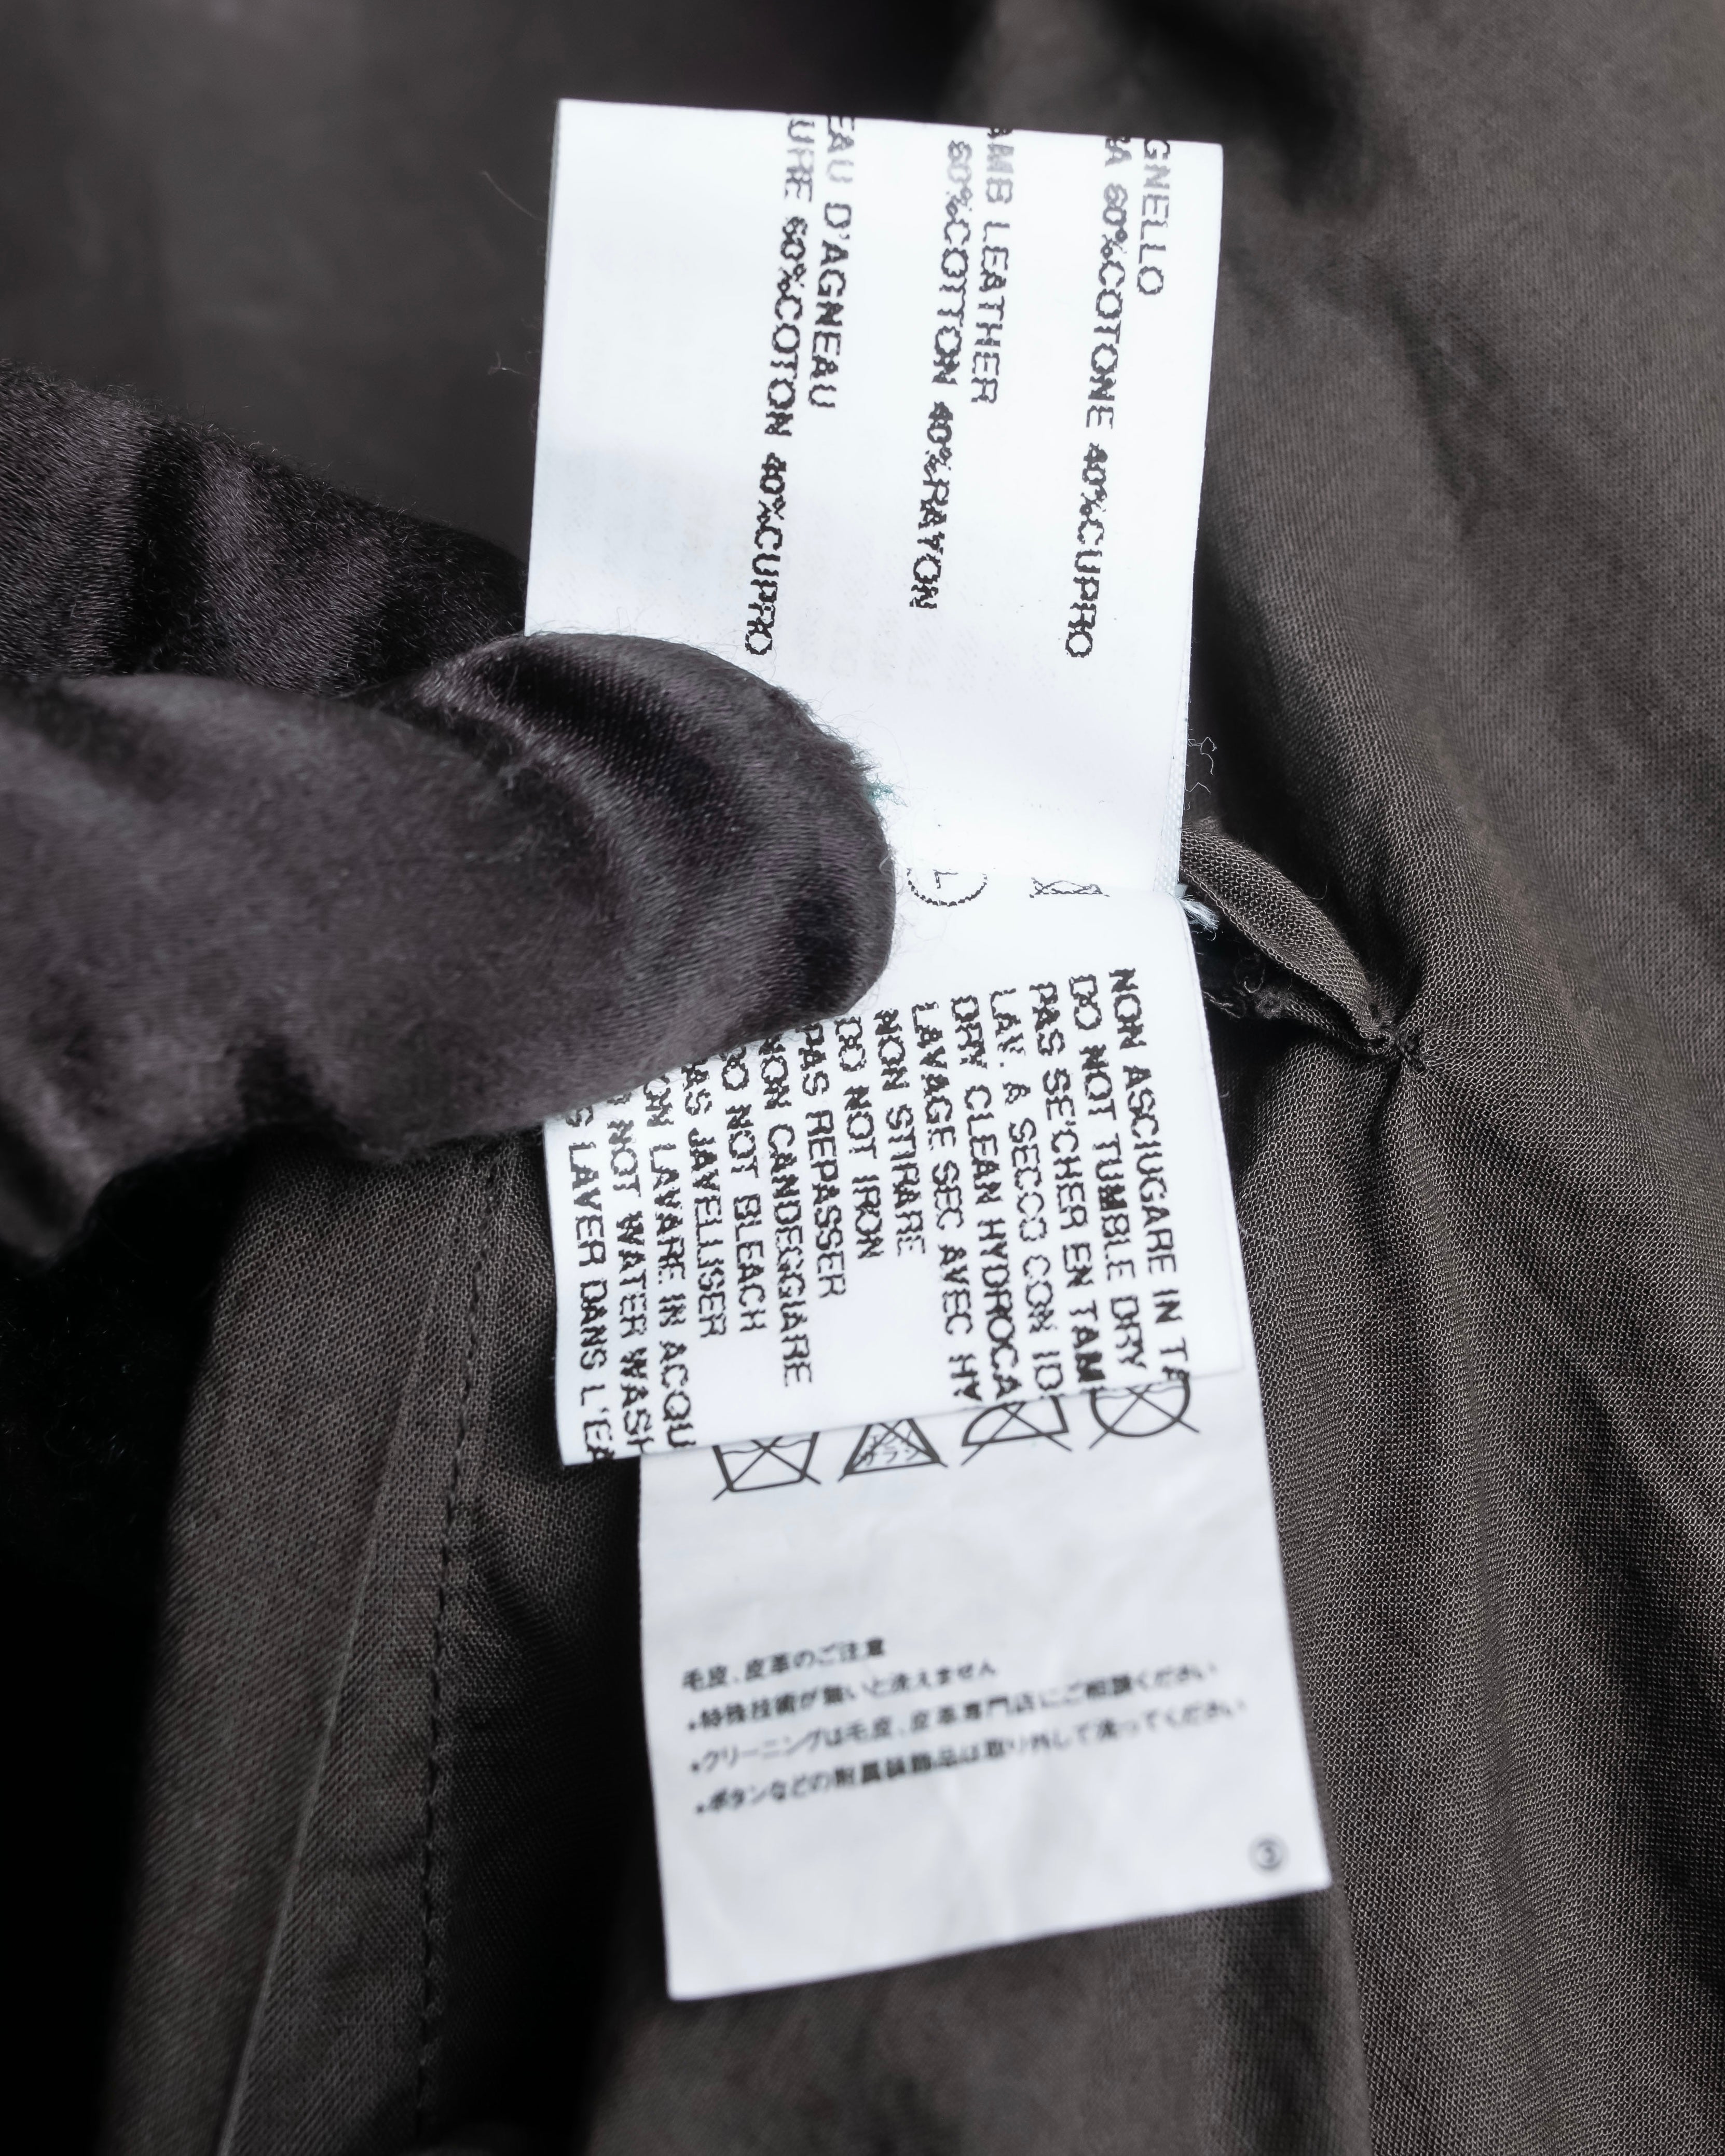 GNELLO
RA 60%COTONE 40%CUPRO
AMB LEATHER
60%COTTON 40%RAYON
EAU D'AGNEAU
URE 60%COTON 40%CUPRO
L
NON ASCIUGARE IN TA
DO NOT TUMBLE DRY
PAS SE'CHER EN TAM
LAV. A SECCO CON ID
DRY CLEAN HYDROCA
LAVAGE SEC AVEC HY
NON STIRARE
DO NOT IRON
PAS REPASSER
NON CANDEGGIARE
DO NOT BLEACH
AS JAVELLISER
ON LAVARE IN ACQU
NOT WATER WASH
S LAVER DANS L'EA
毛皮、皮革のご注意
•特殊技術が無いと洗えません
•クリーニングは毛皮、皮革専門店にご相談ください
•ボタンなどの附属装飾品は取り外して洗ってください
③